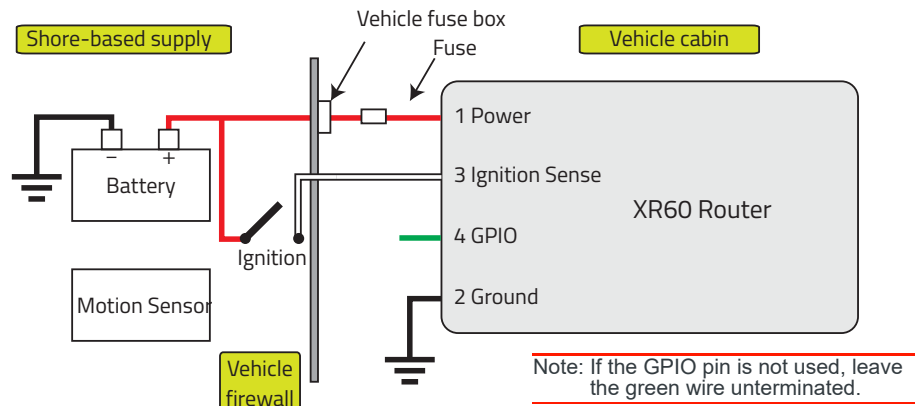 Shore-based supply
Vehicle fuse box
Fuse
Vehicle cabin
1 Power
− +
Battery
3 Ignition Sense
XR60 Router
4 GPIO
Ignition
Motion Sensor
2 Ground
Vehicle
firewall
Note: If the GPIO pin is not used, leave
the green wire unterminated.